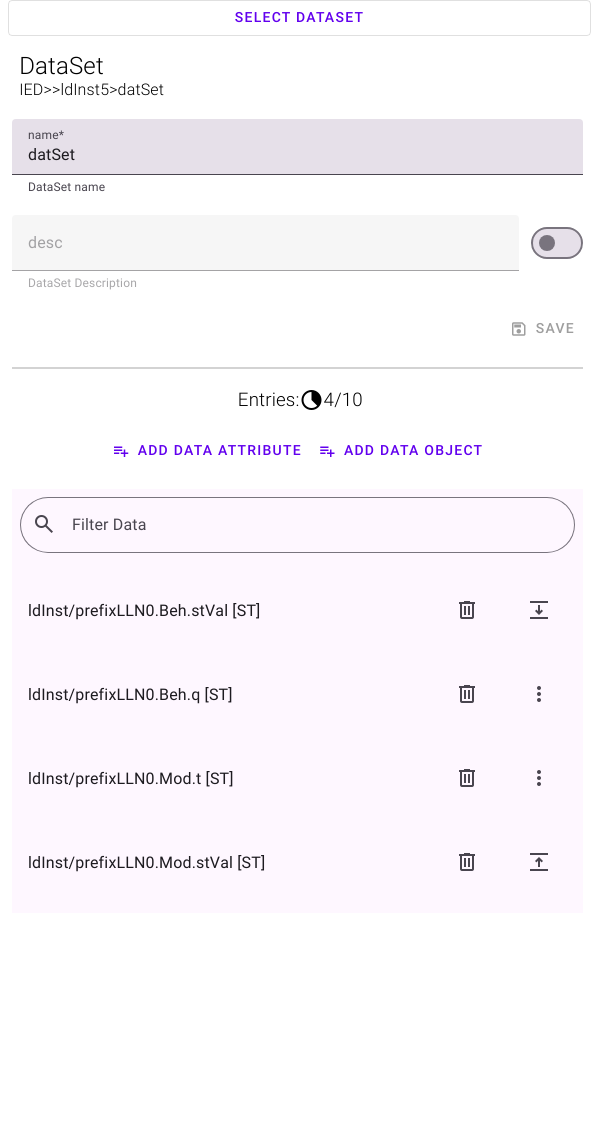 SELECT DATASET
DataSet
IED>>ldInst5>datSet
name*
datSet
DataSet name
desc
DataSet Description
SAVE
Entries: 4/10
ADD DATA ATTRIBUTE ADD DATA OBJECT
Filter Data
ldInst/prefixLLN0.Beh.stVal [ST]
ldInst/prefixLLN0.Beh.q [ST]
ldInst/prefixLLN0.Mod.t [ST]
ldInst/prefixLLN0.Mod.stVal [ST]